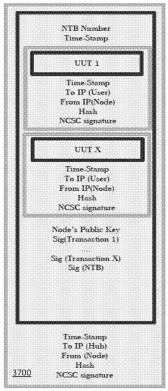 NTB Number
Time-Stamp
UUT 1
Time-Stamp
To IP (User)
From IP(Node)
Hash
NCSC signature
UUT X
Time-Stamp
To IP (User)
From IP(Node)
Hash
NCSC signature
Node's Public Key
Sig(Transaction 1)
....
Sig (Transaction X)
Sig (NTB)
Time-Stamp
To IP (Hub)
From (Node)
Hash
3700 NCSC signature